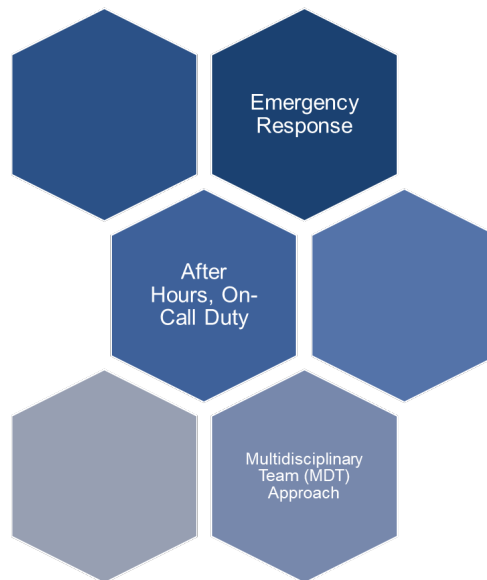 Emergency
Response
After
Hours, On-
Call Duty
Multidisciplinary
Team (MDT)
Approach